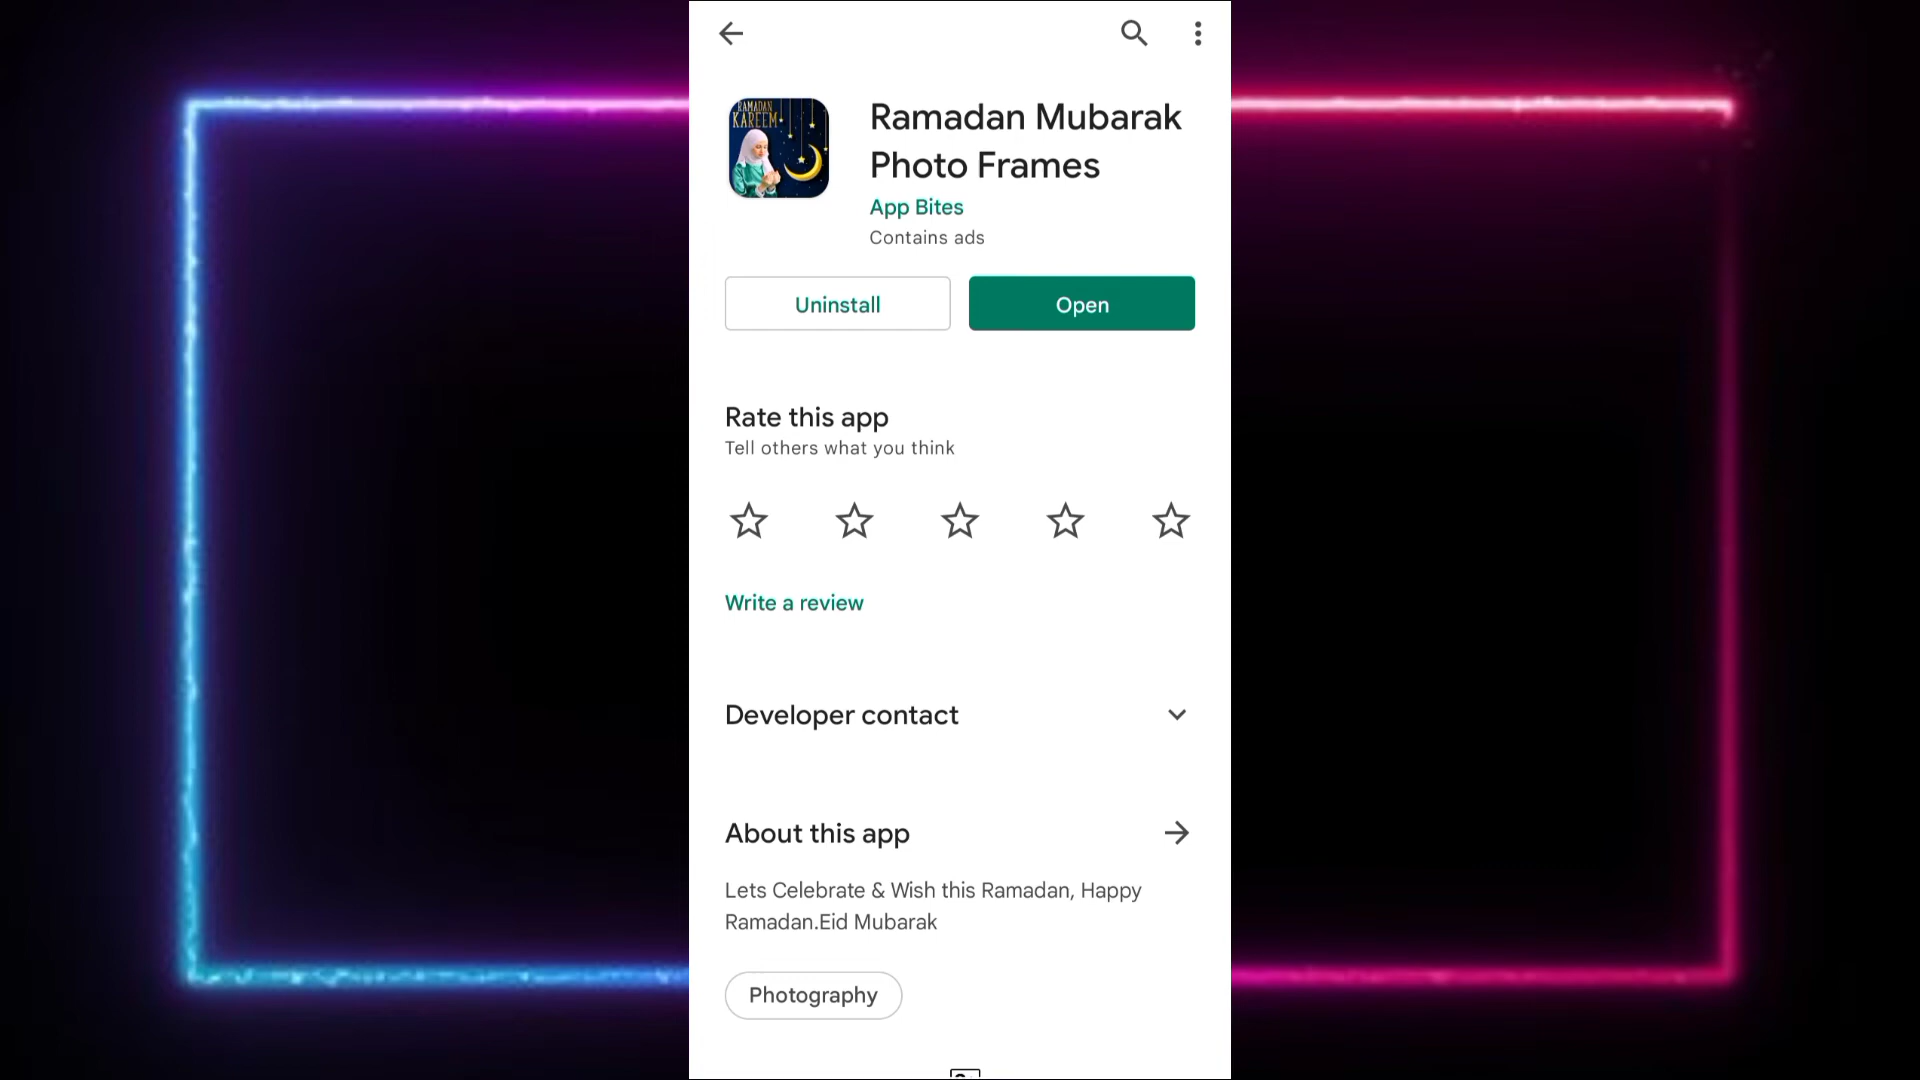 RAMADAN
KAREEM
Ramadan Mubarak
Photo Frames
App Bites
Contains ads
Uninstall
Open
Rate this app
Tell others what you think
Write a review
Developer contact
About this app
Lets Celebrate & Wish this Ramadan, Happy
Ramadan.Eid Mubarak
Photography